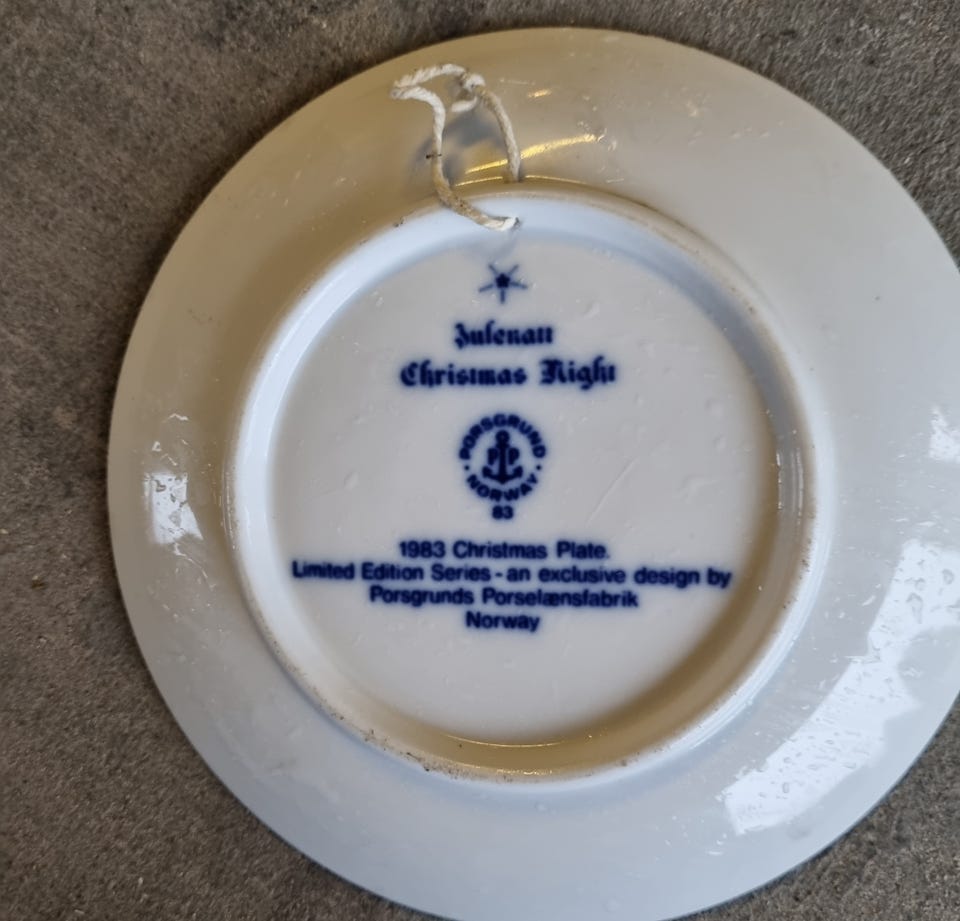 Julenatt
Christmas Night
PORSGRUND
PP
NORWAY
83
1983 Christmas Plate.
Limited Edition Series - an exclusive design by
Porsgrunds Porselænsfabrik
Norway